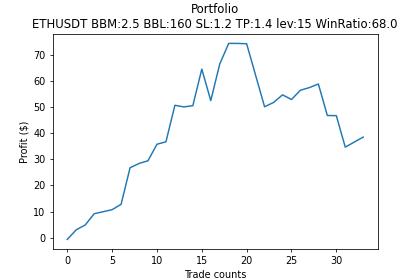 Portfolio
ETHUSDT BBM:2.5 BBL:160 SL:1.2 TP:1.4 lev:15 WinRatio:68.0
Profit ($)
70
60
50
40
30
20
10
0
0 5 10 15 20 25 30
Trade counts